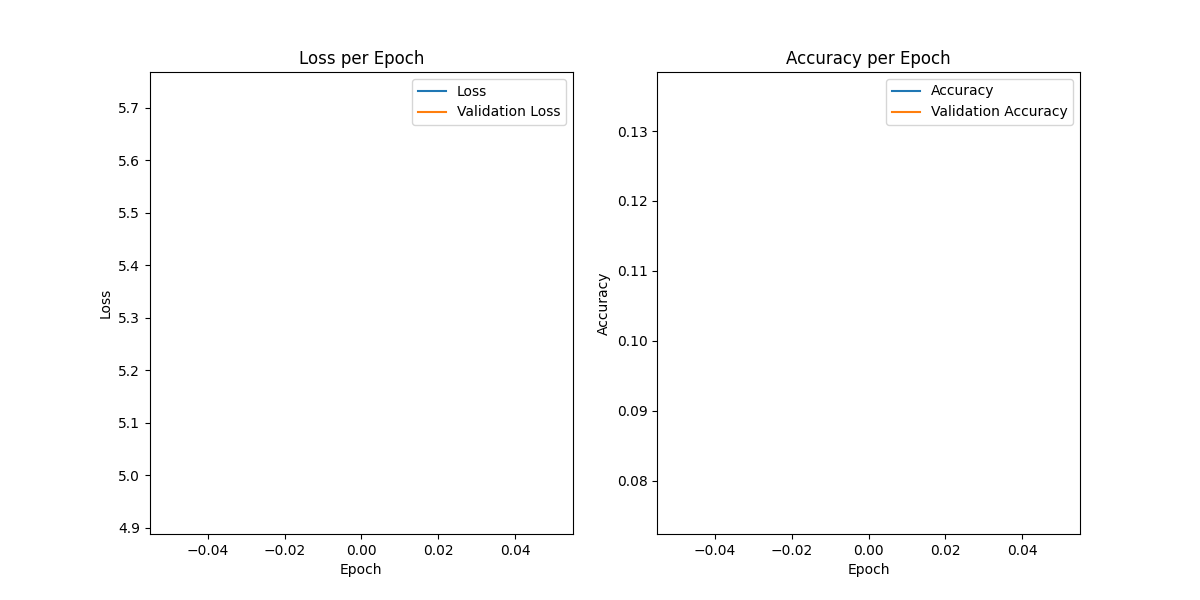 Loss per Epoch
Loss
Validation Loss
5.7
5.6
5.5
5.4
5.3
5.2
5.1
5.0
4.9
Loss
−0.04 −0.02 0.00 0.02 0.04
Epoch
Accuracy per Epoch
Accuracy
Validation Accuracy
0.13
0.12
0.11
0.10
0.09
0.08
Accuracy
−0.04 −0.02 0.00 0.02 0.04
Epoch